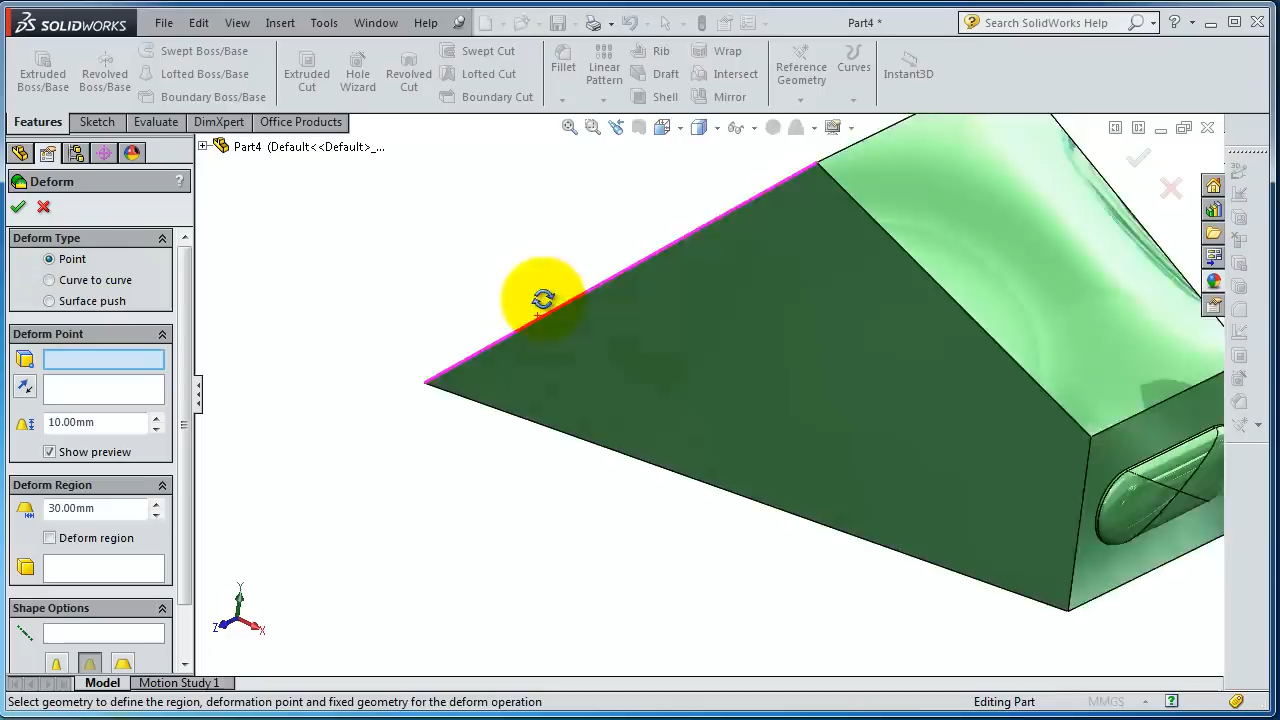 SOLIDWORKS File Edit View Insert Tools Window Help Part4 * Search SolidWorks Help ?
Extruded Boss/Base
Revolved Boss/Base
Swept Boss/Base
Lofted Boss/Base
Boundary Boss/Base
Extruded Cut
Hole Wizard
Revolved Cut
Swept Cut
Lofted Cut
Boundary Cut
Fillet
Linear Pattern
Rib
Draft
Shell
Wrap
Intersect
Mirror
Reference Geometry
Curves
Instant3D
Features Sketch Evaluate DimXpert Office Products
Part4 (Default<<Default>_...
Deform ?
Deform Type
Point
Curve to curve
Surface push
Deform Point
10.00mm
Show preview
Deform Region
30.00mm
Deform region
Shape Options
Y
Z
X
3D
Model Motion Study 1
Select geometry to define the region, deformation point and fixed geometry for the deform operation Editing Part MMGS ?